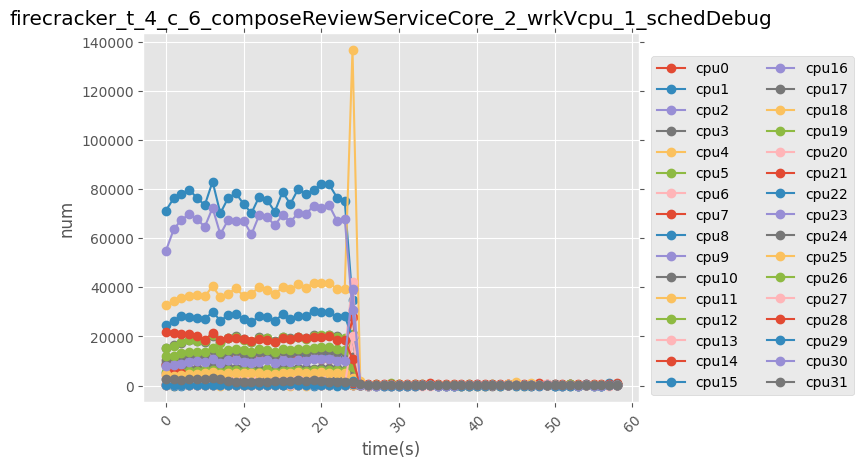 firecracker_t_4_c_6_composeReviewServiceCore_2_wrkVcpu_1_schedDebug
140000
120000
100000
80000
60000
40000
20000
0
num
0
10
20
30
40
50
60
time(s)
cpu0
cpu1
cpu2
cpu3
cpu4
cpu5
cpu6
cpu7
cpu8
cpu9
cpu10
cpu11
cpu12
cpu13
cpu14
cpu15
cpu16
cpu17
cpu18
cpu19
cpu20
cpu21
cpu22
cpu23
cpu24
cpu25
cpu26
cpu27
cpu28
cpu29
cpu30
cpu31